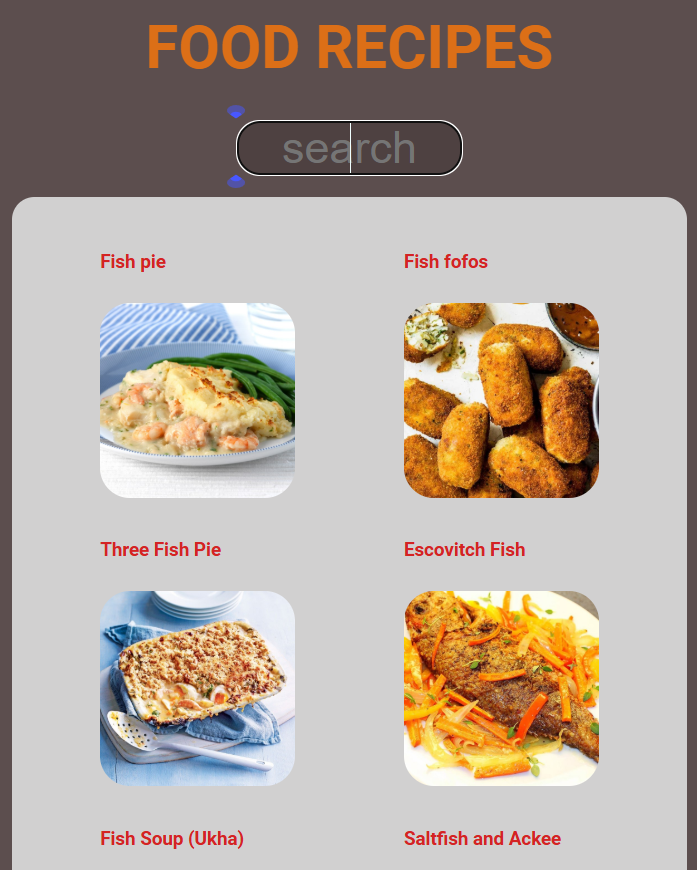 FOOD RECIPES
search
Fish pie
Fish fofos
Three Fish Pie
Escovitch Fish
Fish Soup (Ukha)
Saltfish and Ackee